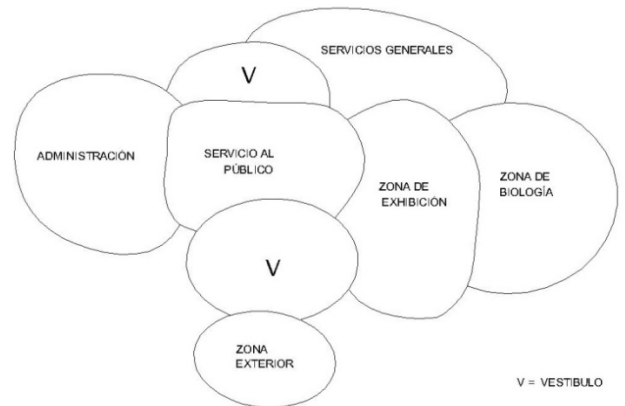 SERVICIOS GENERALES
V
ADMINISTRACIÓN
SERVICIO AL
PÚBLICO
ZONA DE
EXHIBICIÓN
ZONA DE
BIOLOGÍA
V
ZONA
EXTERIOR
V = VESTIBULO